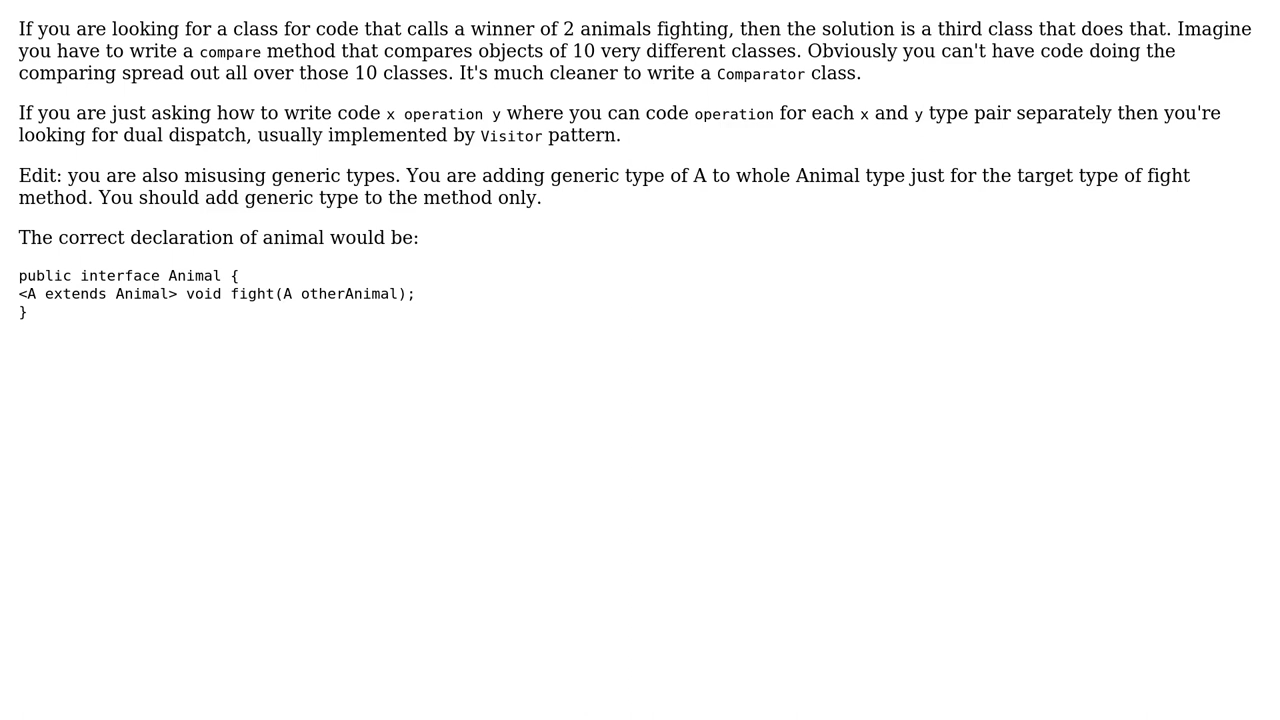 If you are looking for a class for code that calls a winner of 2 animals fighting, then the solution is a third class that does that. Imagine
you have to write a compare method that compares objects of 10 very different classes. Obviously you can't have code doing the
comparing spread out all over those 10 classes. It's much cleaner to write a Comparator class.
If you are just asking how to write code x operation y where you can code operation for each x and y type pair separately then you're
looking for dual dispatch, usually implemented by Visitor pattern.
Edit: you are also misusing generic types. You are adding generic type of A to whole Animal type just for the target type of fight
method. You should add generic type to the method only.
The correct declaration of animal would be:
public interface Animal {
<A extends Animal> void fight(A otherAnimal);
}